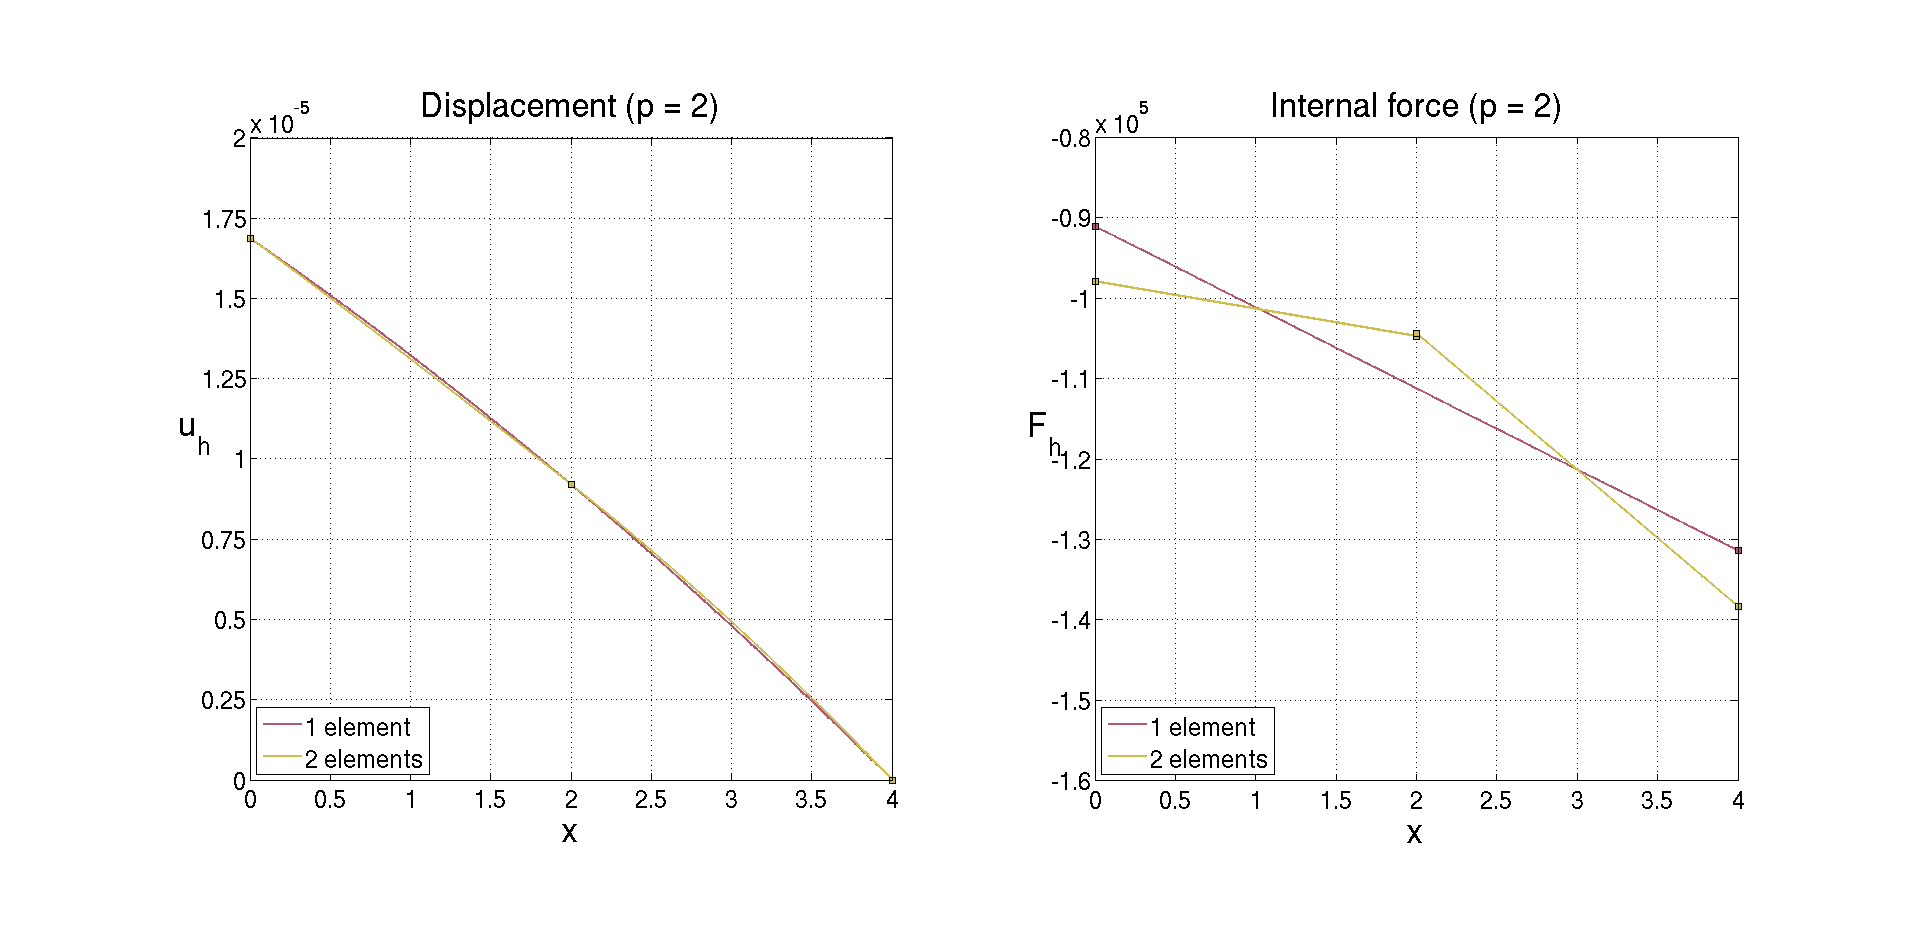 Displacement (p = 2)
x 10^-5
2
1.75
1.5
1.25
1
0.75
0.5
0.25
0
u_h
0 0.5 1 1.5 2 2.5 3 3.5 4
x
1 element
2 elements
Internal force (p = 2)
x 10^5
-0.8
-0.9
-1
-1.1
-1.2
-1.3
-1.4
-1.5
-1.6
F_h
0 0.5 1 1.5 2 2.5 3 3.5 4
x
1 element
2 elements